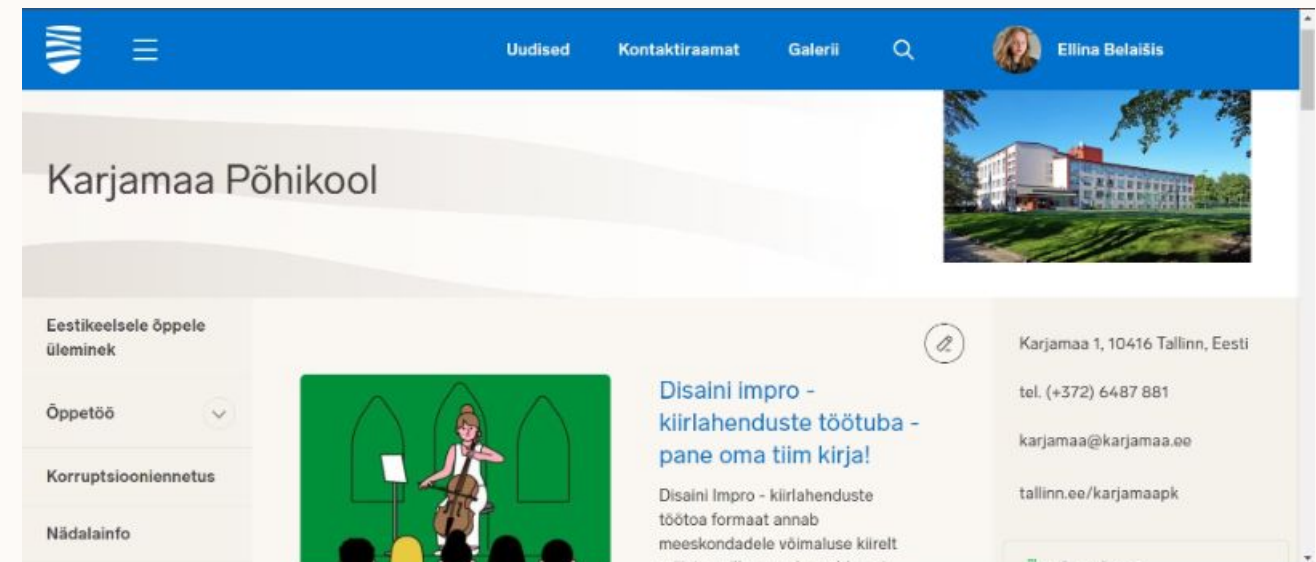 Uudised Kontaktiraamat Galerii Ellina Belaišis
Karjamaa Põhikool
Eestikeelsele õppele
üleminek
Õppetöö
Korruptsiooniennetus
Nädalainfo
Disaini impro -
kiirlahenduste töötuba -
pane oma tiim kirja!
Disaini Impro - kiirlahenduste
töötoa formaat annab
meeskondadele võimaluse kiirelt
Karjamaa 1, 10416 Tallinn, Eesti
tel. (+372) 6487 881
karjamaa@karjamaa.ee
tallinn.ee/karjamaapk